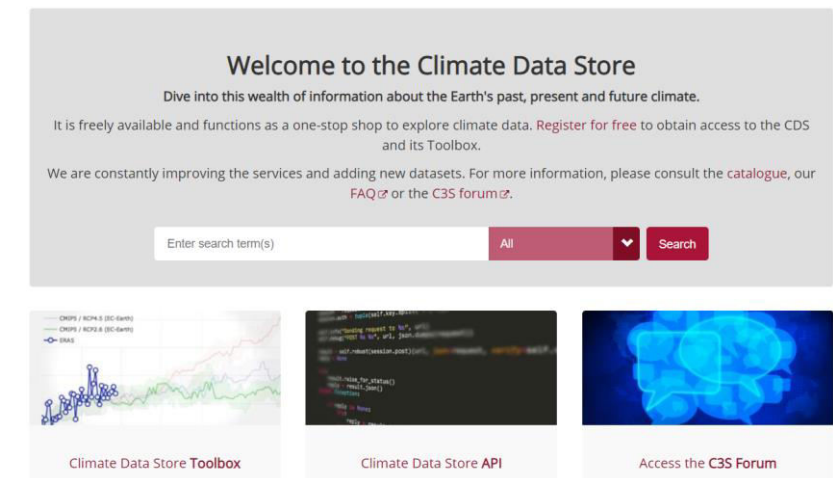 Welcome to the Climate Data Store
Dive into this wealth of information about the Earth's past, present and future climate.
It is freely available and functions as a one-stop shop to explore climate data. Register for free to obtain access to the CDS
and its Toolbox.
We are constantly improving the services and adding new datasets. For more information, please consult the catalogue, our
FAQ or the C3S forum.
Enter search term(s)
All
Search
CMIP5 / RCP4.5 (EC-Earth)
CMIP5 / RCP2.6 (EC-Earth)
ERA5
result.raise_for_status()
reply = result.json()
Climate Data Store Toolbox
Climate Data Store API
Access the C3S Forum